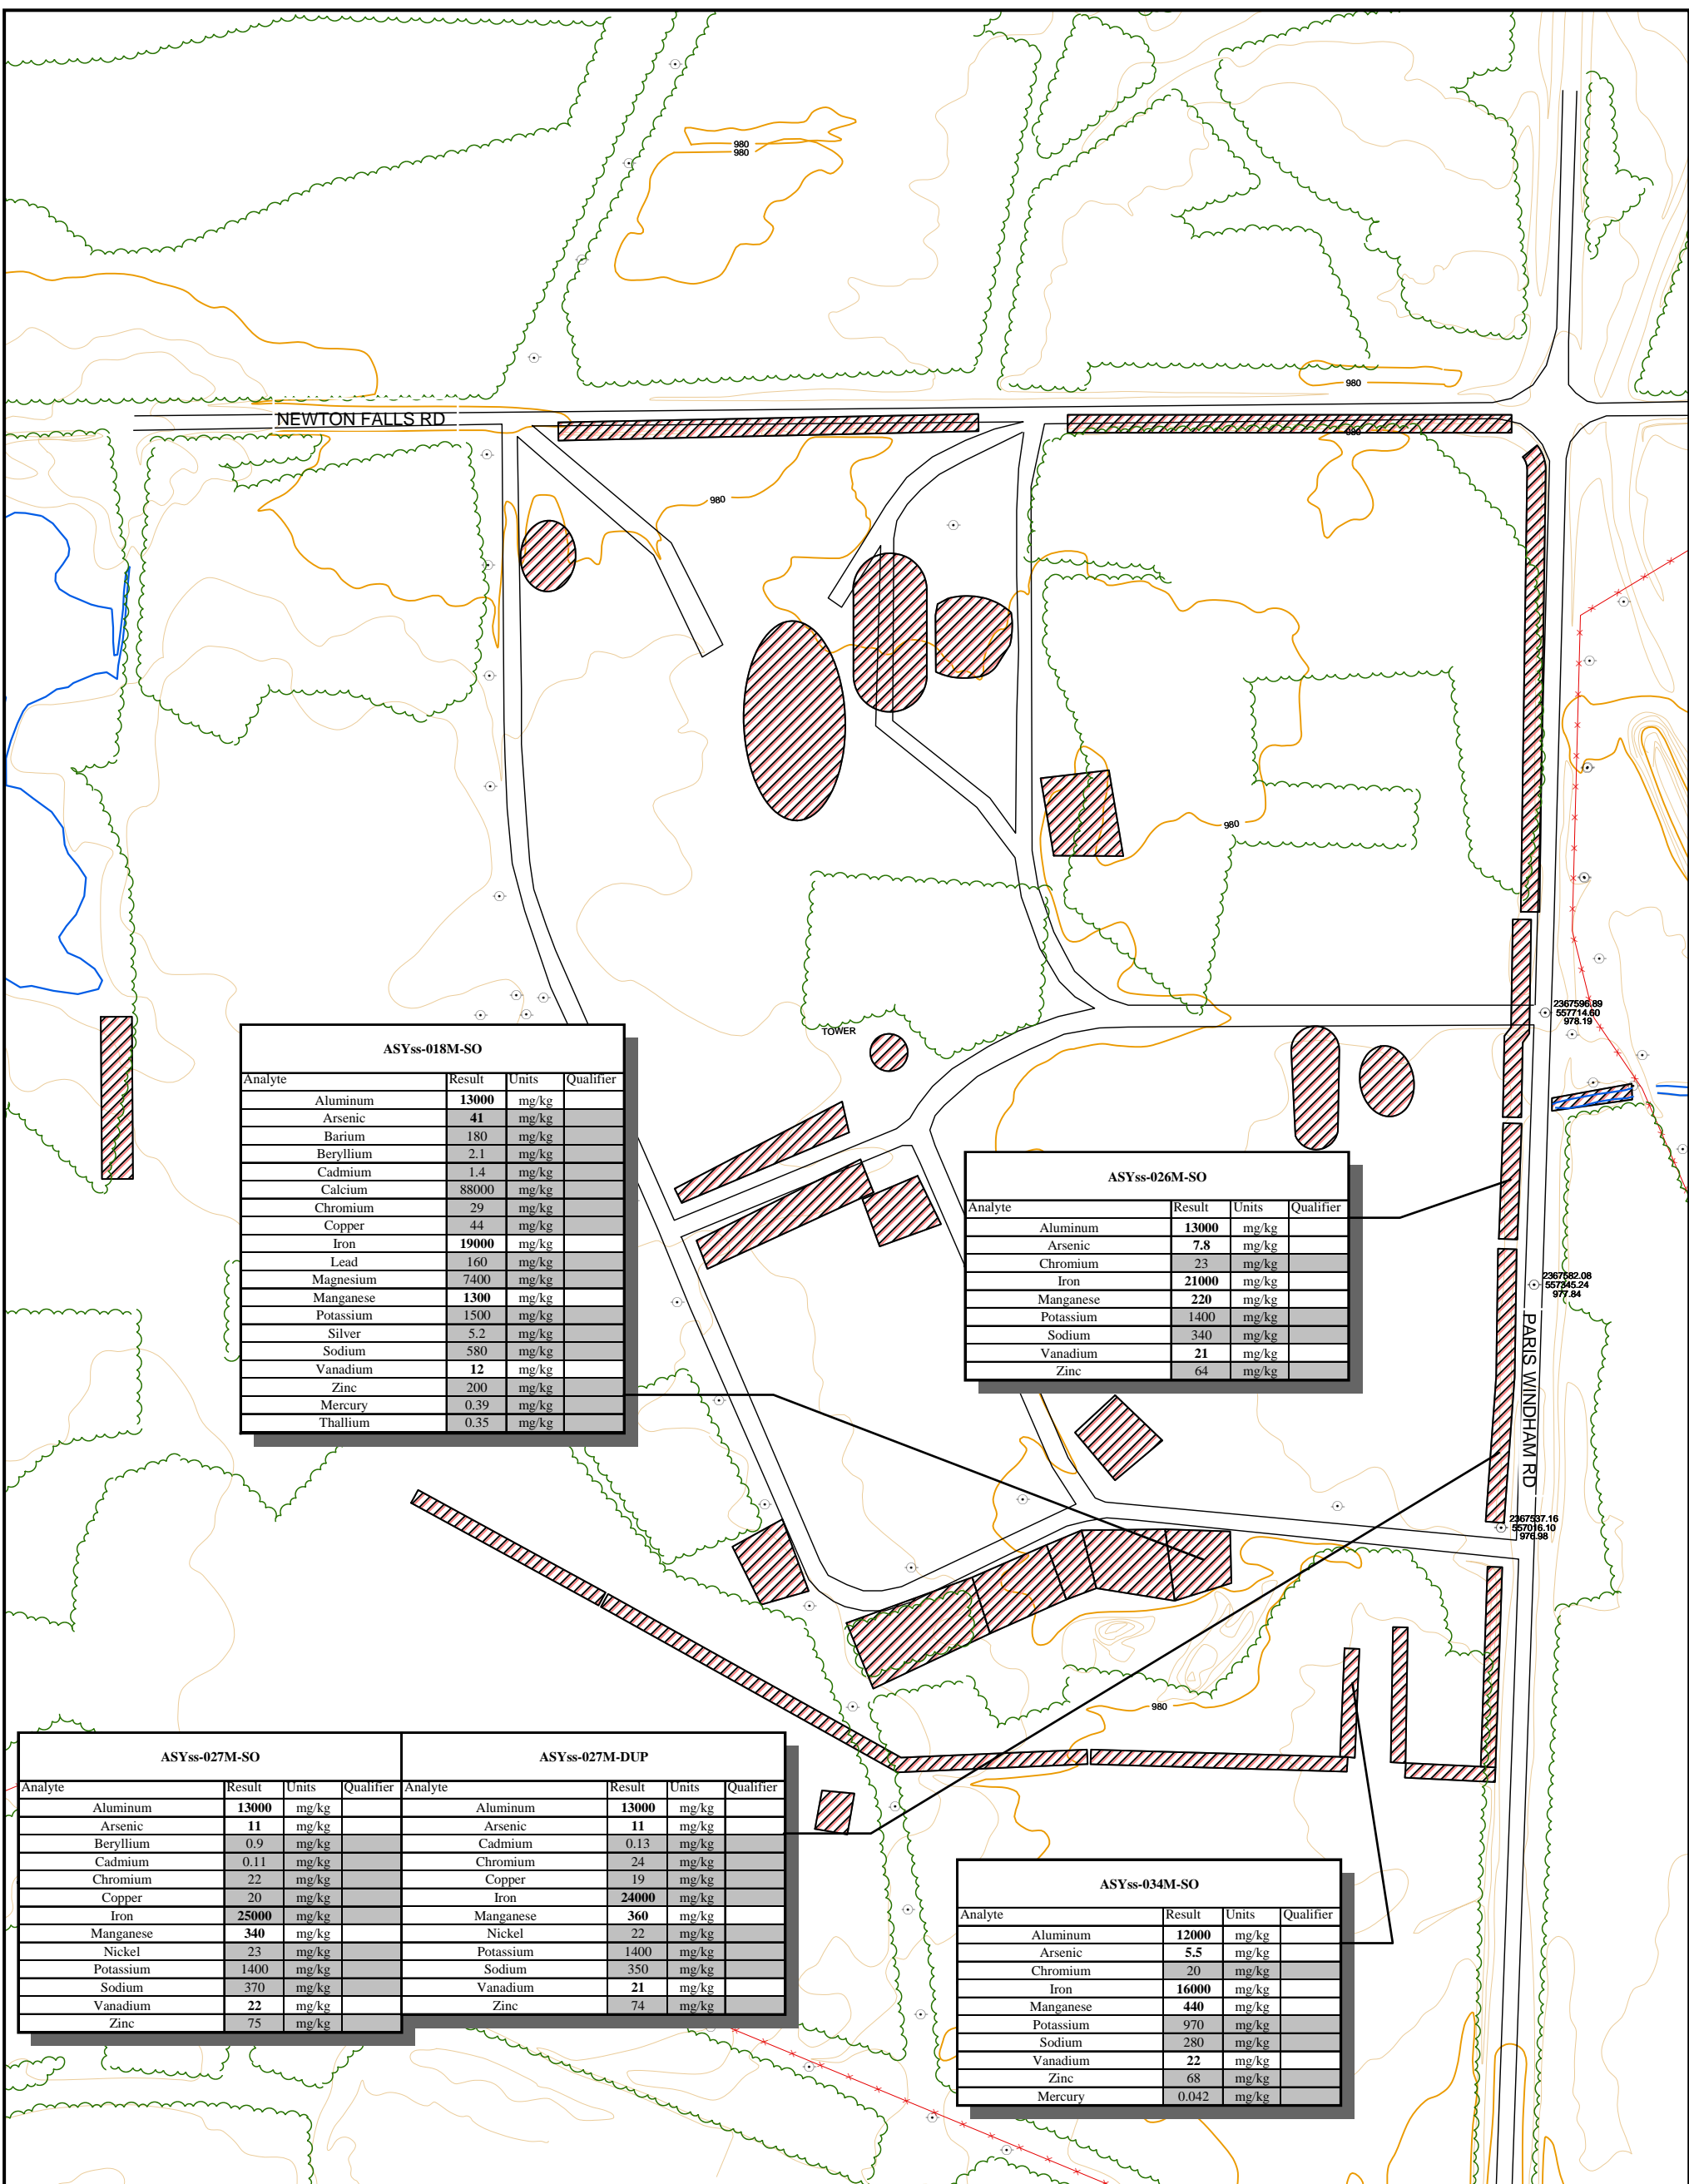 980
980
980
NEWTON FALLS RD
980
980
980
2367596.89
557714.60
978.19
TOWER
ASYss-018M-SO
Analyte Result Units Qualifier
Aluminum 13000 mg/kg
Arsenic 41 mg/kg
Barium 180 mg/kg
Beryllium 2.1 mg/kg
Cadmium 1.4 mg/kg
Calcium 88000 mg/kg
Chromium 29 mg/kg
Copper 44 mg/kg
Iron 19000 mg/kg
Lead 160 mg/kg
Magnesium 7400 mg/kg
Manganese 1300 mg/kg
Potassium 1500 mg/kg
Silver 5.2 mg/kg
Sodium 580 mg/kg
Vanadium 12 mg/kg
Zinc 200 mg/kg
Mercury 0.39 mg/kg
Thallium 0.35 mg/kg
ASYss-026M-SO
Analyte Result Units Qualifier
Aluminum 13000 mg/kg
Arsenic 7.8 mg/kg
Chromium 23 mg/kg
Iron 21000 mg/kg
Manganese 220 mg/kg
Potassium 1400 mg/kg
Sodium 340 mg/kg
Vanadium 21 mg/kg
Zinc 64 mg/kg
2367582.08
557345.24
977.84
PARIS WINDHAM RD
2367537.16
557016.10
976.98
980
ASYss-027M-SO ASYss-027M-DUP
Analyte Result Units Qualifier Analyte Result Units Qualifier
Aluminum 13000 mg/kg Aluminum 13000 mg/kg
Arsenic 11 mg/kg Arsenic 11 mg/kg
Beryllium 0.9 mg/kg Cadmium 0.13 mg/kg
Cadmium 0.11 mg/kg Chromium 24 mg/kg
Chromium 22 mg/kg Copper 19 mg/kg
Copper 20 mg/kg Iron 24000 mg/kg
Iron 25000 mg/kg Manganese 360 mg/kg
Manganese 340 mg/kg Nickel 22 mg/kg
Nickel 23 mg/kg Potassium 1400 mg/kg
Potassium 1400 mg/kg Sodium 350 mg/kg
Sodium 370 mg/kg Vanadium 21 mg/kg
Vanadium 22 mg/kg Zinc 74 mg/kg
Zinc 75 mg/kg
ASYss-034M-SO
Analyte Result Units Qualifier
Aluminum 12000 mg/kg
Arsenic 5.5 mg/kg
Chromium 20 mg/kg
Iron 16000 mg/kg
Manganese 440 mg/kg
Potassium 970 mg/kg
Sodium 280 mg/kg
Vanadium 22 mg/kg
Zinc 68 mg/kg
Mercury 0.042 mg/kg